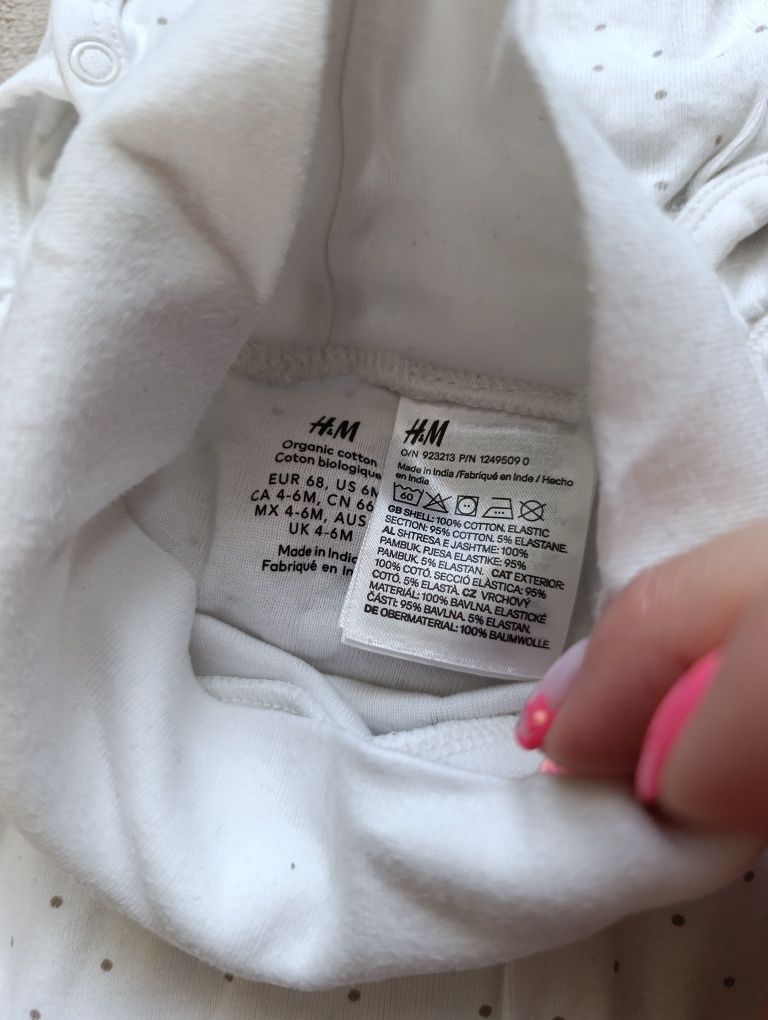 H&M
Organic cotton
Coton biologique
EUR 68, US
CA 4-6M, CN
MX 4-6M, AUS
UK 4-6M
Made in
Fabriqué en
H&M
O/N 923213 P/N 1249509 0
Made in India /Fabriqué en Inde / Hecho
en India
60
GB SHELL: 100% COTTON. ELASTIC
SECTION: 95% COTTON. 5% ELASTANE.
AL SHTRESA E JASHTME: 100%
PAMBUK. PJESA ELASTIKE: 95%
PAMBUK. 5% ELASTAN. CAT EXTERIOR:
100% COTÓ. SECCIÓ ELÀSTICA: 95%
COTÓ. 5% ELASTÀ. CZ VRCHOVÝ
MATERIÁL: 100% BAVLNA. ELASTICKÉ
ČÁSTI: 95% BAVLNA. 5% ELASTAN.
DE OBERMATERIAL: 100% BAUMWOLLE.